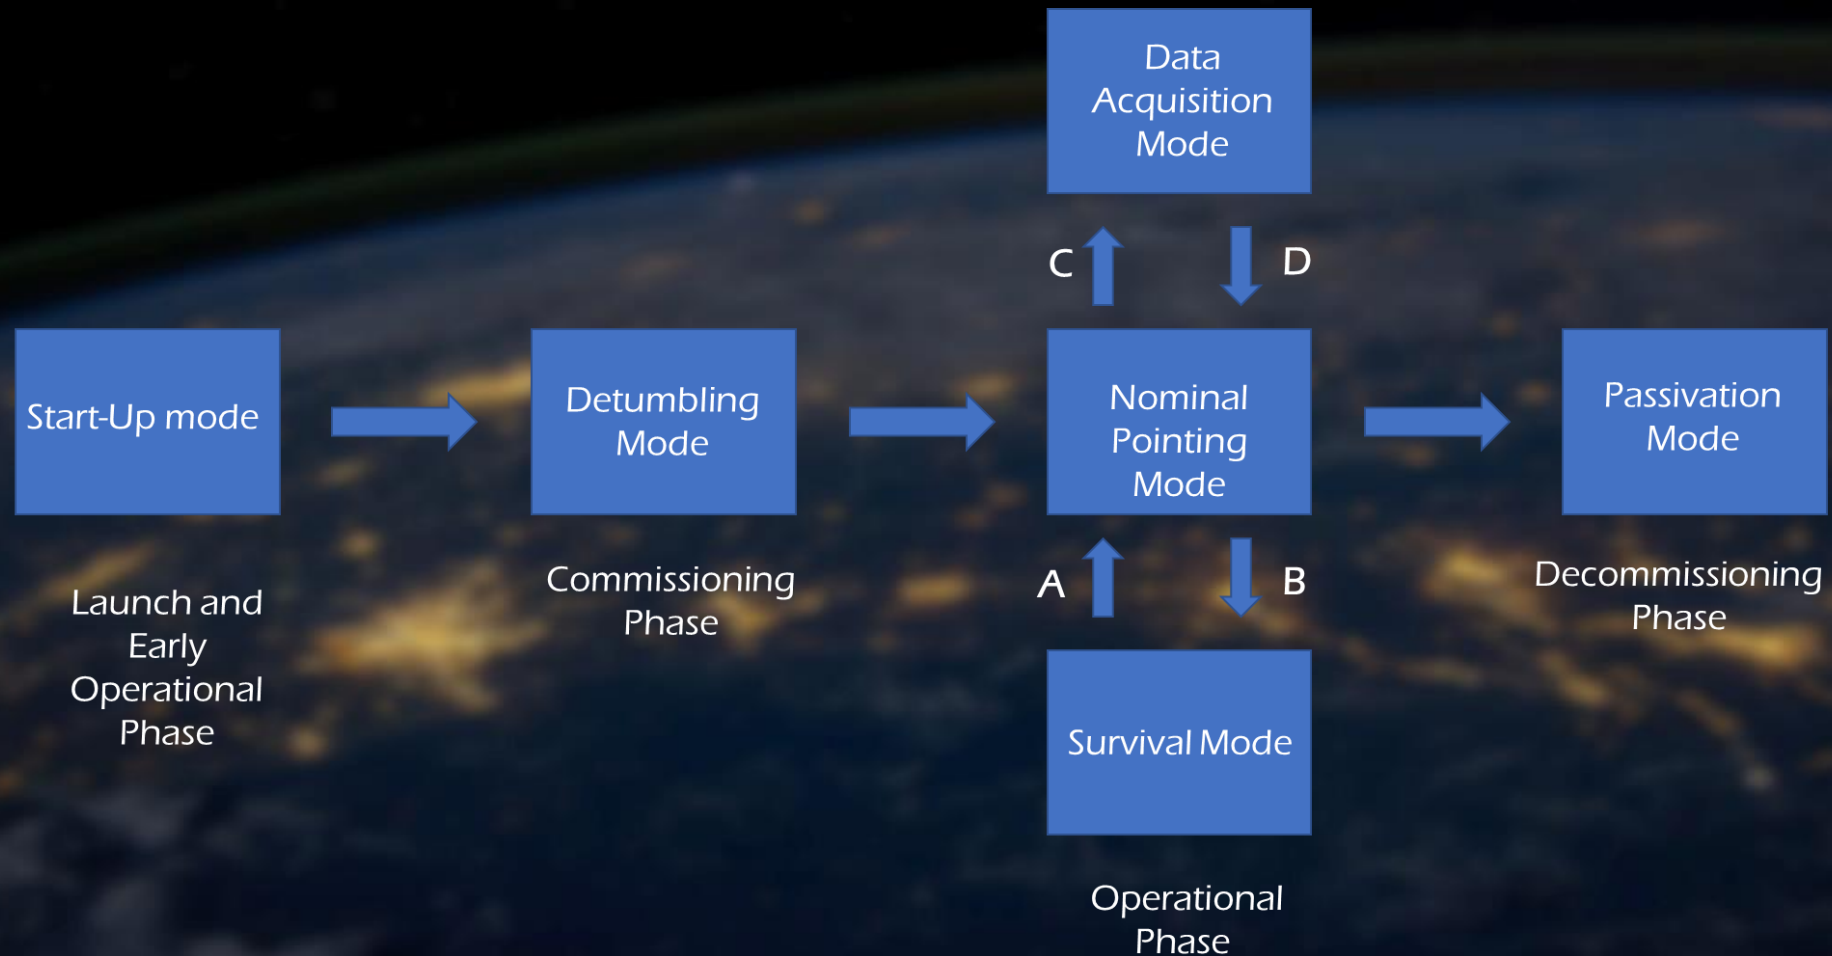 Data
Acquisition
Mode
C
D
Start-Up mode
Detumbling
Mode
Nominal
Pointing
Mode
Passivation
Mode
Launch and
Early
Operational
Phase
Commissioning
Phase
A
B
Decommissioning
Phase
Survival Mode
Operational
Phase